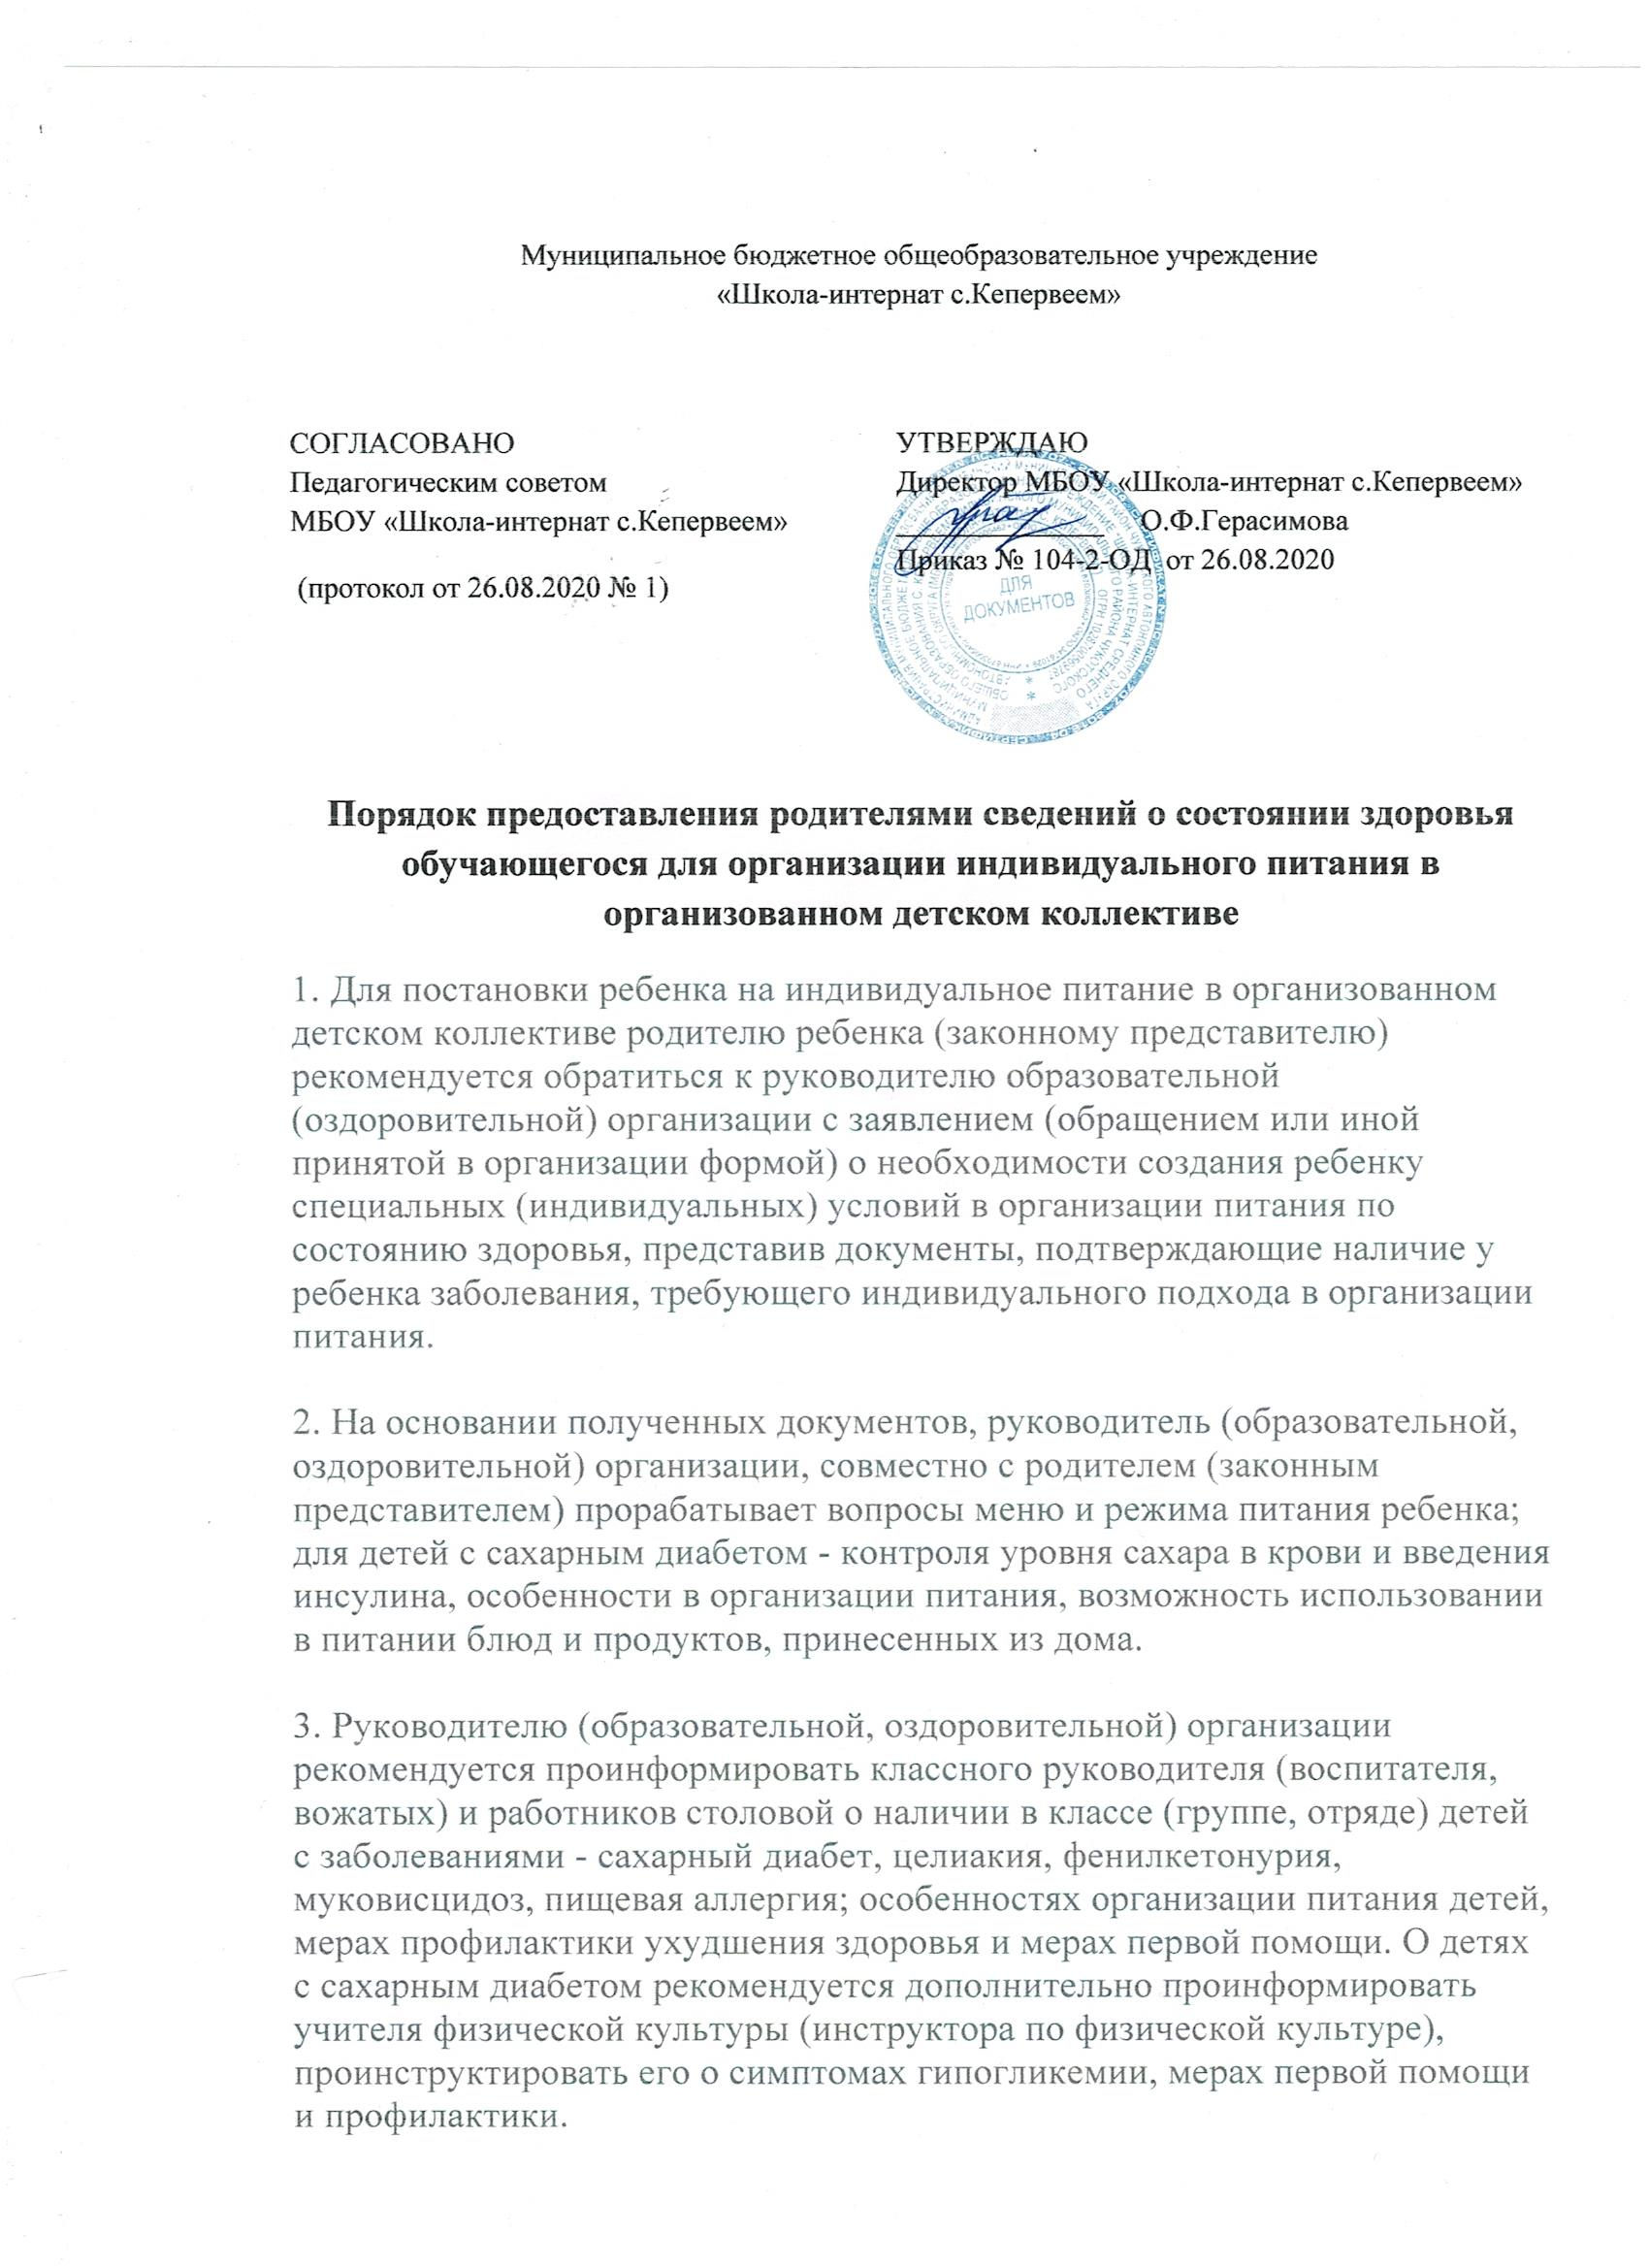 Муниципальное бюджетное общеобразовательное учреждение
«Школа-интернат с.Кепервеем»
СОГЛАСОВАНО
Педагогическим советом
МБОУ «Школа-интернат с.Кепервеем»
(протокол от 26.08.2020 № 1)
УТВЕРЖДАЮ
Директор МБОУ «Школа-интернат с.Кепервеем»
О.Ф.Герасимова
Приказ № 104-2-ОД от 26.08.2020
ДЛЯ
ДОКУМЕНТОВ
Порядок предоставления родителями сведений о состоянии здоровья
обучающегося для организации индивидуального питания в
организованном детском коллективе
1. Для постановки ребенка на индивидуальное питание в организованном
детском коллективе родителю ребенка (законному представителю)
рекомендуется обратиться к руководителю образовательной
(оздоровительной) организации с заявлением (обращением или иной
принятой в организации формой) о необходимости создания ребенку
специальных (индивидуальных) условий в организации питания по
состоянию здоровья, представив документы, подтверждающие наличие у
ребенка заболевания, требующего индивидуального подхода в организации
питания.
2. На основании полученных документов, руководитель (образовательной,
оздоровительной) организации, совместно с родителем (законным
представителем) прорабатывает вопросы меню и режима питания ребенка;
для детей с сахарным диабетом - контроля уровня сахара в крови и введения
инсулина, особенности в организации питания, возможность использовании
в питании блюд и продуктов, принесенных из дома.
3. Руководителю (образовательной, оздоровительной) организации
рекомендуется проинформировать классного руководителя (воспитателя,
вожатых) и работников столовой о наличии в классе (группе, отряде) детей
с заболеваниями - сахарный диабет, целиакия, фенилкетонурия,
муковисцидоз, пищевая аллергия; особенностях организации питания детей,
мерах профилактики ухудшения здоровья и мерах первой помощи. О детях
с сахарным диабетом рекомендуется дополнительно проинформировать
учителя физической культуры (инструктора по физической культуре),
проинструктировать его о симптомах гипогликемии, мерах первой помощи
и профилактики.